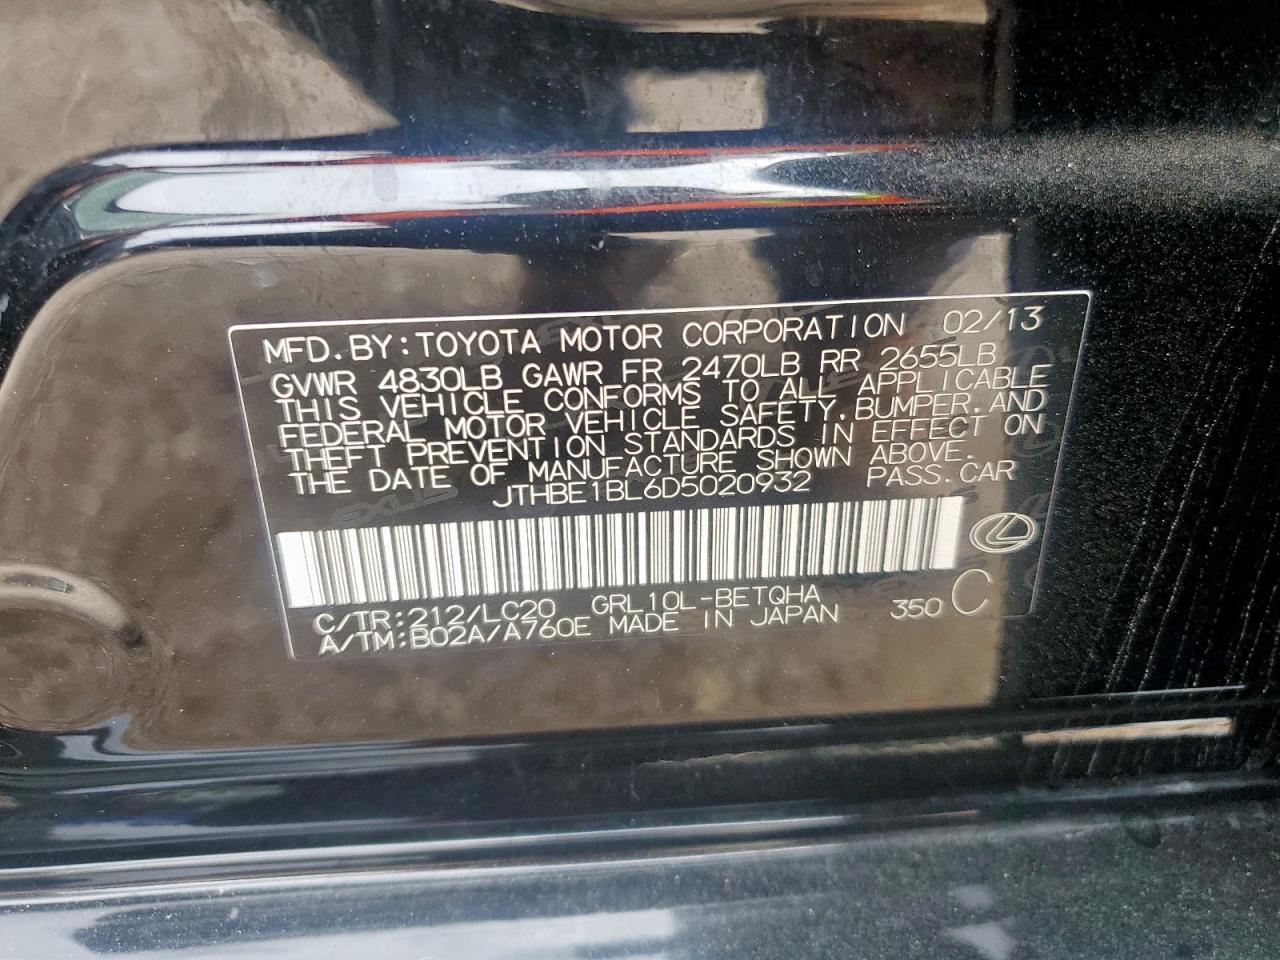 MFD.BY:TOYOTA MOTOR CORPORATION 02/13
GVWR 4830LB GAWR FR 2470LB RR 2655LB
THIS VEHICLE CONFORMS TO ALL APPLICABLE
FEDERAL MOTOR VEHICLE SAFETY,BUMPER,AND
THEFT PREVENTION STANDARDS IN EFFECT ON
THE DATE OF MANUFACTURE SHOWN ABOVE.
JTHBE1BL6D5020932 PASS.CAR
C/TR:212/LC20 GRL10L-BETQHA 350 C
A/TM:B02A/A760E MADE IN JAPAN